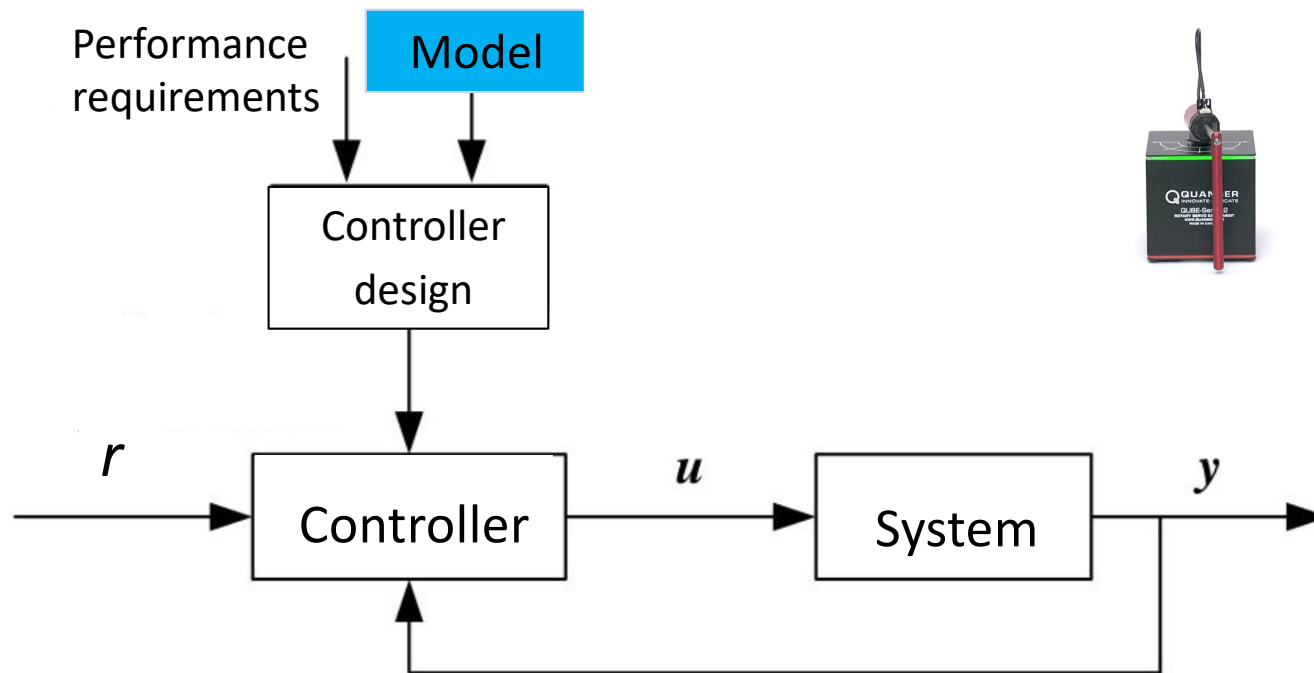 Performance
requirements
Model
Controller
design
r
Controller
u
System
y
QUANSER